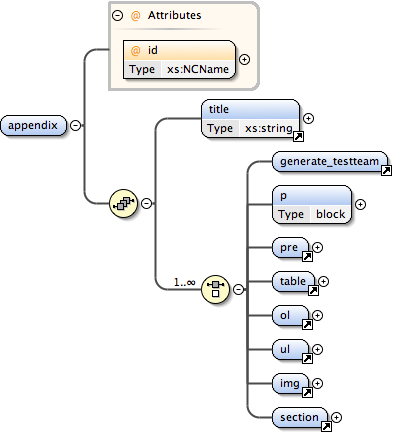 @ Attributes
@ id
Type xs:NCName
appendix
title
Type xs:string
generate_testteam
p
Type block
pre
1..∞
table
ol
ul
img
section